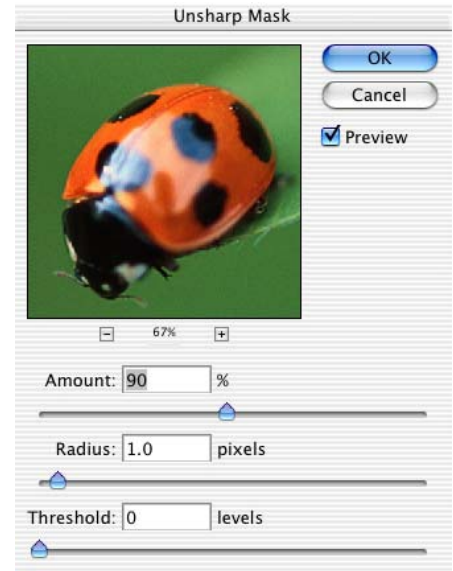 Unsharp Mask
OK
Cancel
Preview
67%
Amount: 90 %
Radius: 1.0 pixels
Threshold: 0 levels